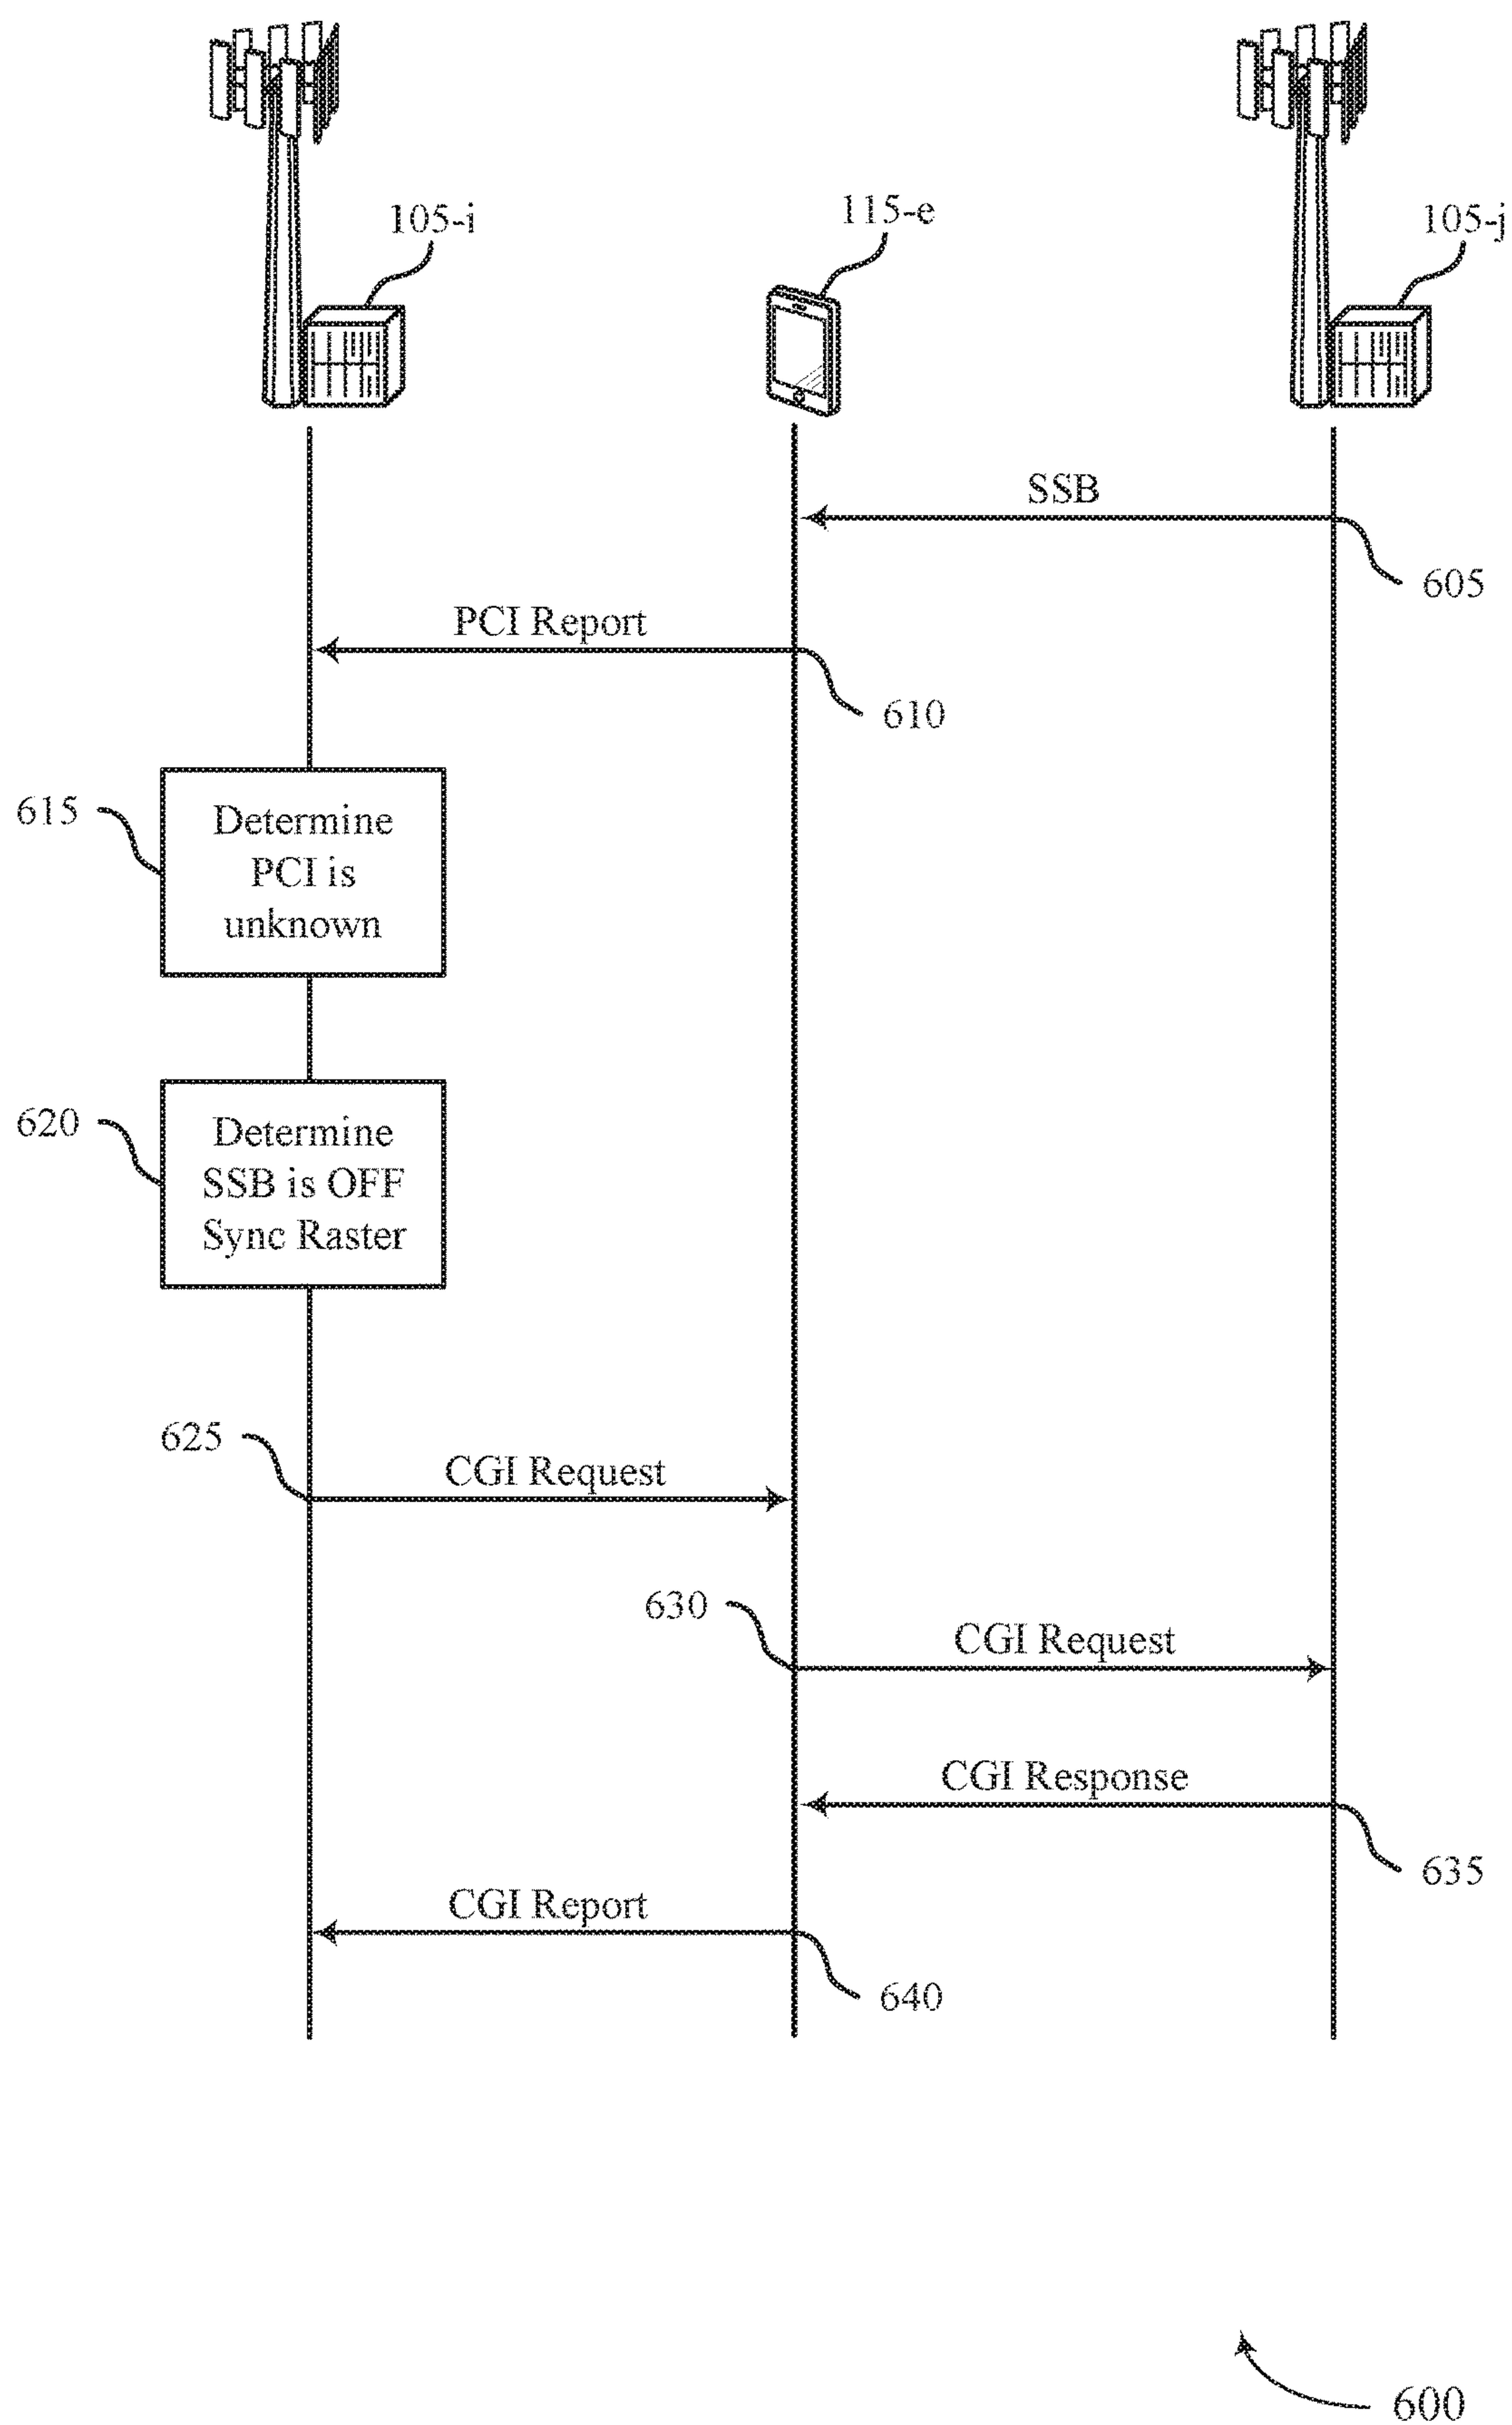 105-i
115-e
105-j
SSB
605
PCI Report
610
615
Determine
PCI is
unknown
620
Determine
SSB is OFF
Sync Raster
625
CGI Request
630
CGI Request
CGI Response
635
CGI Report
640
600